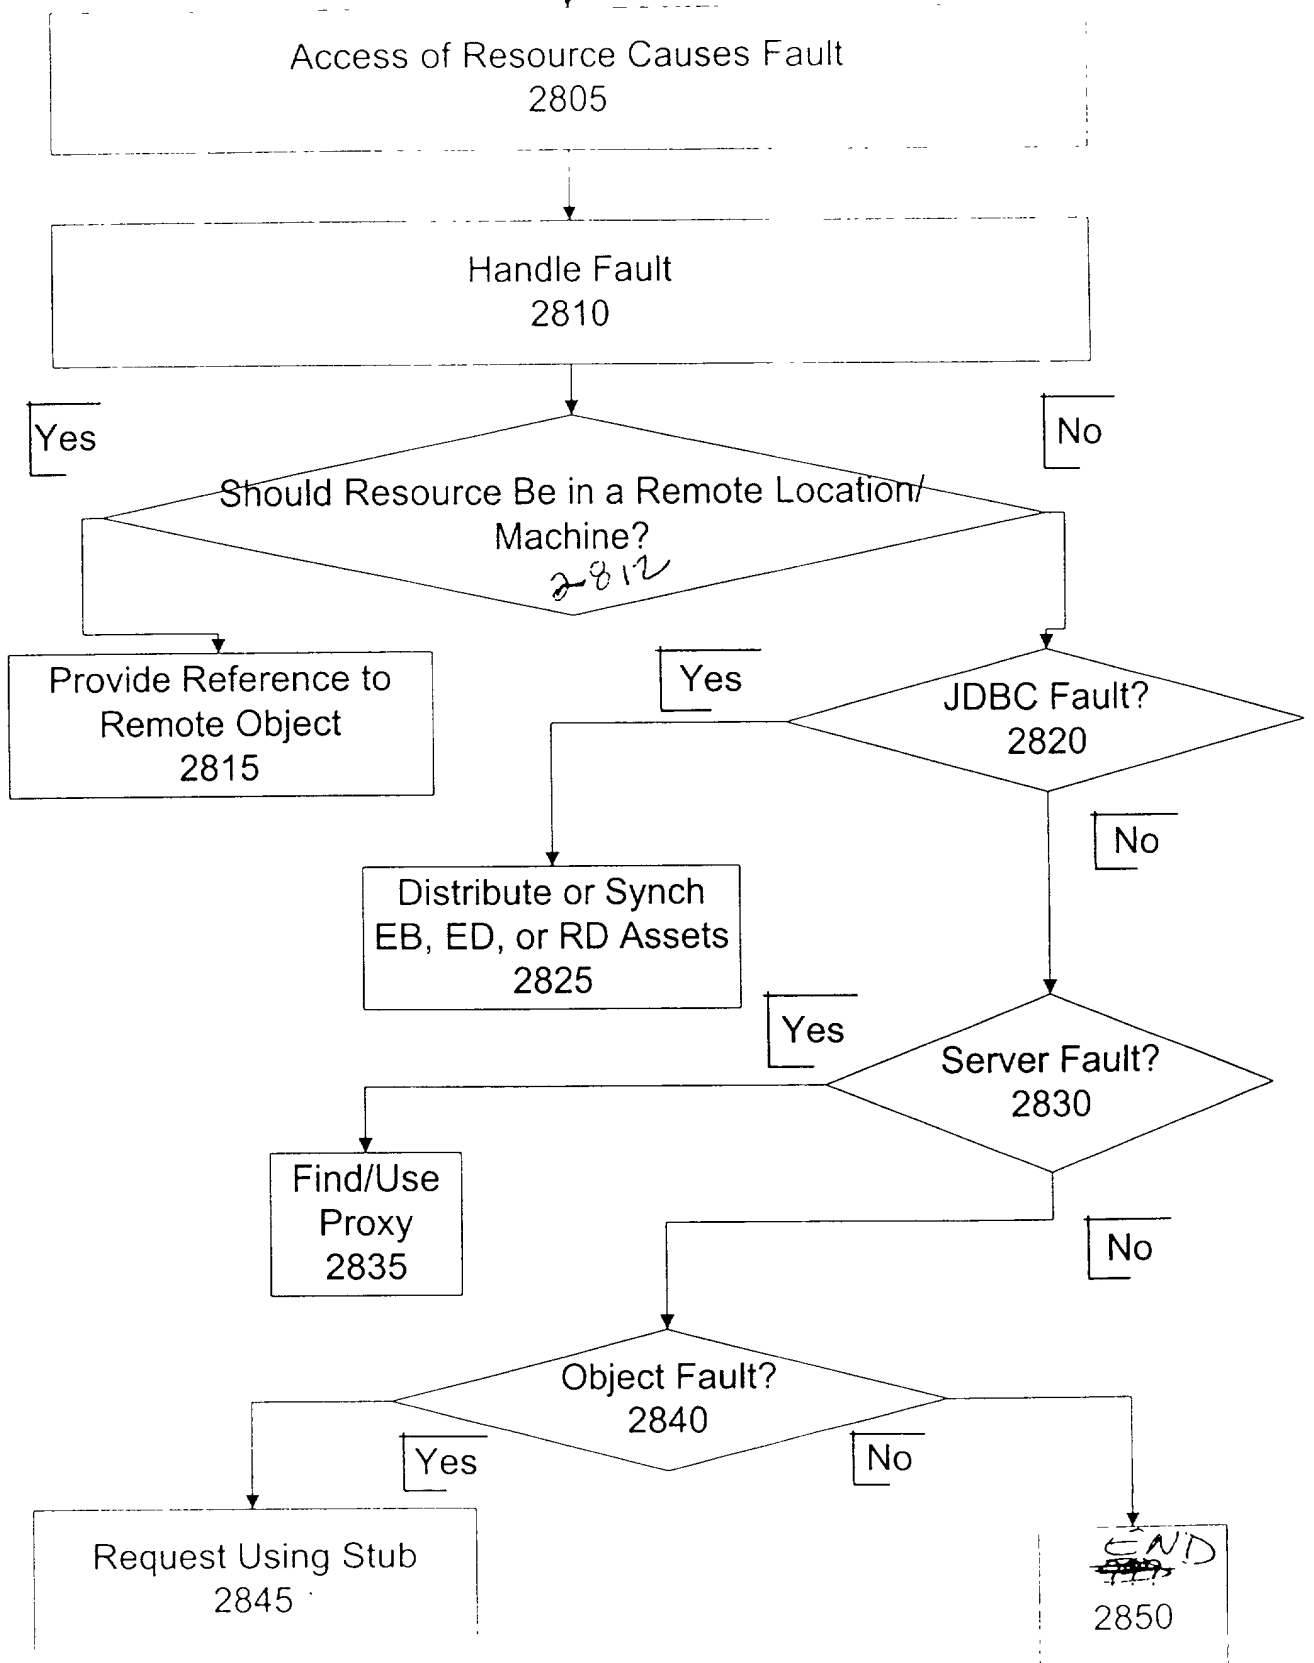 Access of Resource Causes Fault
2805
Handle Fault
2810
Yes
No
Should Resource Be in a Remote Location/
Machine?
2812
Provide Reference to
Remote Object
2815
Yes
JDBC Fault?
2820
No
Distribute or Synch
EB, ED, or RD Assets
2825
Yes
Server Fault?
2830
Find/Use
Proxy
2835
No
Object Fault?
2840
Yes
No
Request Using Stub
2845
END
2850